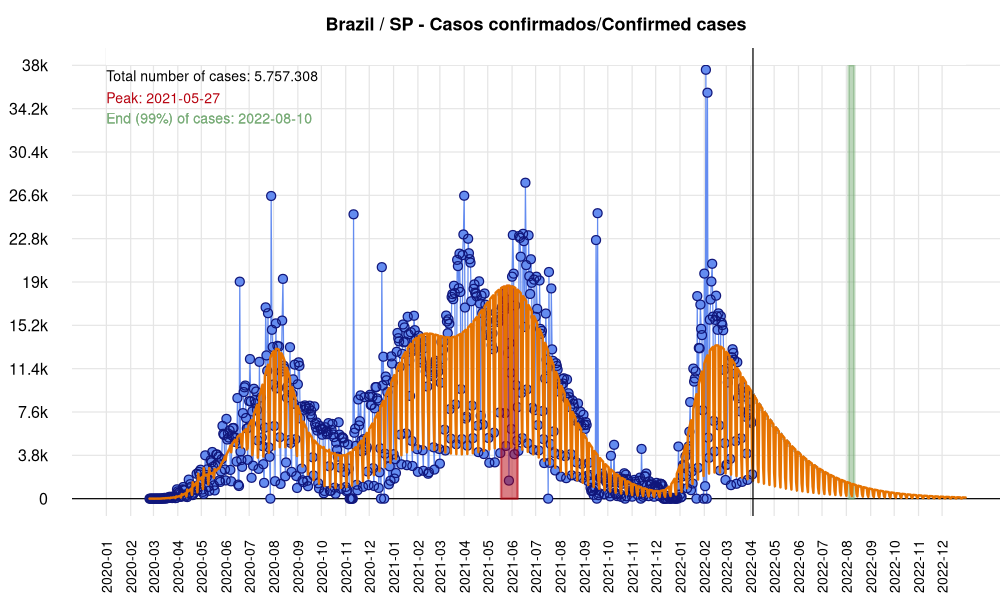 Brazil / SP - Casos confirmados/Confirmed cases
Total number of cases: 5.757.308
Peak: 2021-05-27
End (99%) of cases: 2022-08-10
38k
34.2k
30.4k
26.6k
22.8k
19k
15.2k
11.4k
7.6k
3.8k
0
2020-01
2020-02
2020-03
2020-04
2020-05
2020-06
2020-07
2020-08
2020-09
2020-10
2020-11
2020-12
2021-01
2021-02
2021-03
2021-04
2021-05
2021-06
2021-07
2021-08
2021-09
2021-10
2021-11
2021-12
2022-01
2022-02
2022-03
2022-04
2022-05
2022-06
2022-07
2022-08
2022-09
2022-10
2022-11
2022-12